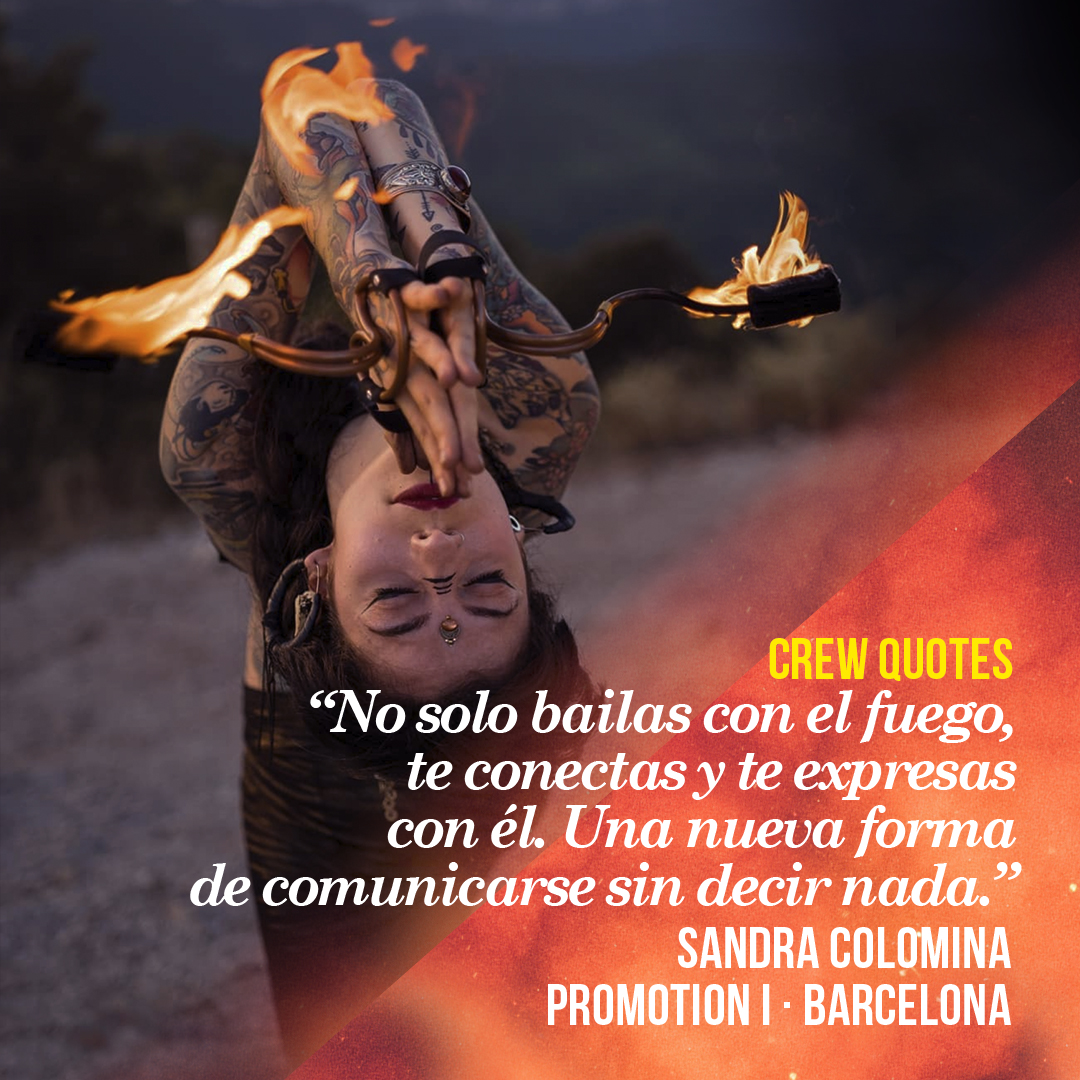 CREW QUOTES
“No solo bailas con el fuego,
te conectas y te expresas
con él. Una nueva forma
de comunicarse sin decir nada.”
SANDRA COLOMINA
PROMOTION I · BARCELONA